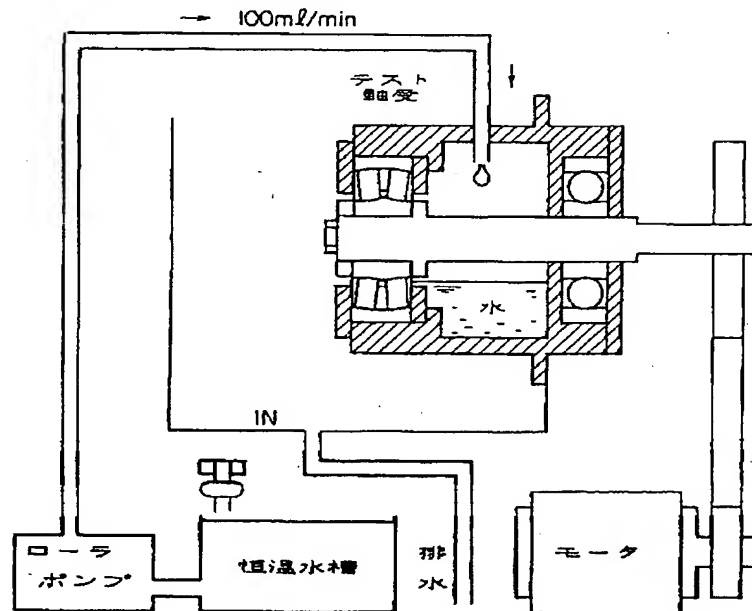 → 100mℓ/min
テスト
軸受
水
IN
ローラ
ポンプ
恒温水槽
排
水
モータ